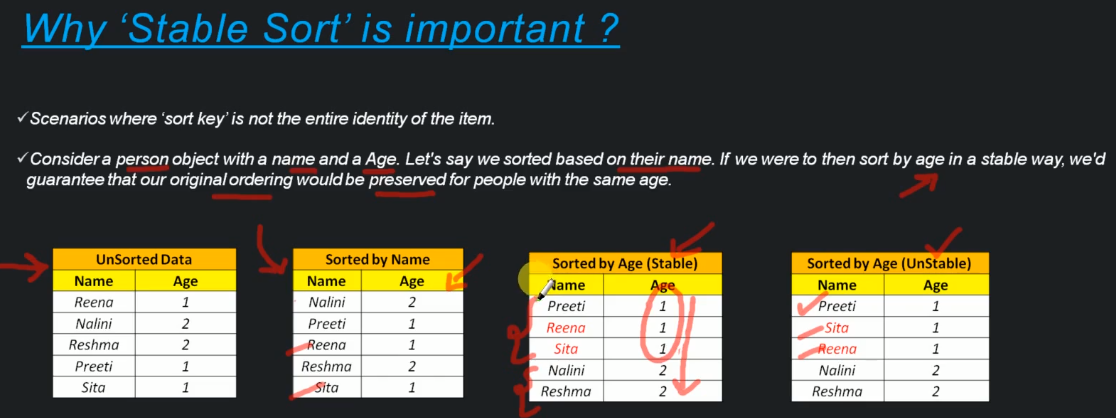 Why ‘Stable Sort’ is important ?
✓Scenarios where ‘sort key’ is not the entire identity of the item.
✓Consider a person object with a name and a Age. Let's say we sorted based on their name. If we were to then sort by age in a stable way, we'd
guarantee that our original ordering would be preserved for people with the same age.
UnSorted Data
Name Age
Reena 1
Nalini 2
Reshma 2
Preeti 1
Sita 1
Sorted by Name
Name Age
Nalini 2
Preeti 1
Reena 1
Reshma 2
Sita 1
Sorted by Age (Stable)
Name Age
Preeti 1
Reena 1
Sita 1
Nalini 2
Reshma 2
Sorted by Age (UnStable)
Name Age
Preeti 1
Sita 1
Reena 1
Nalini 2
Reshma 2